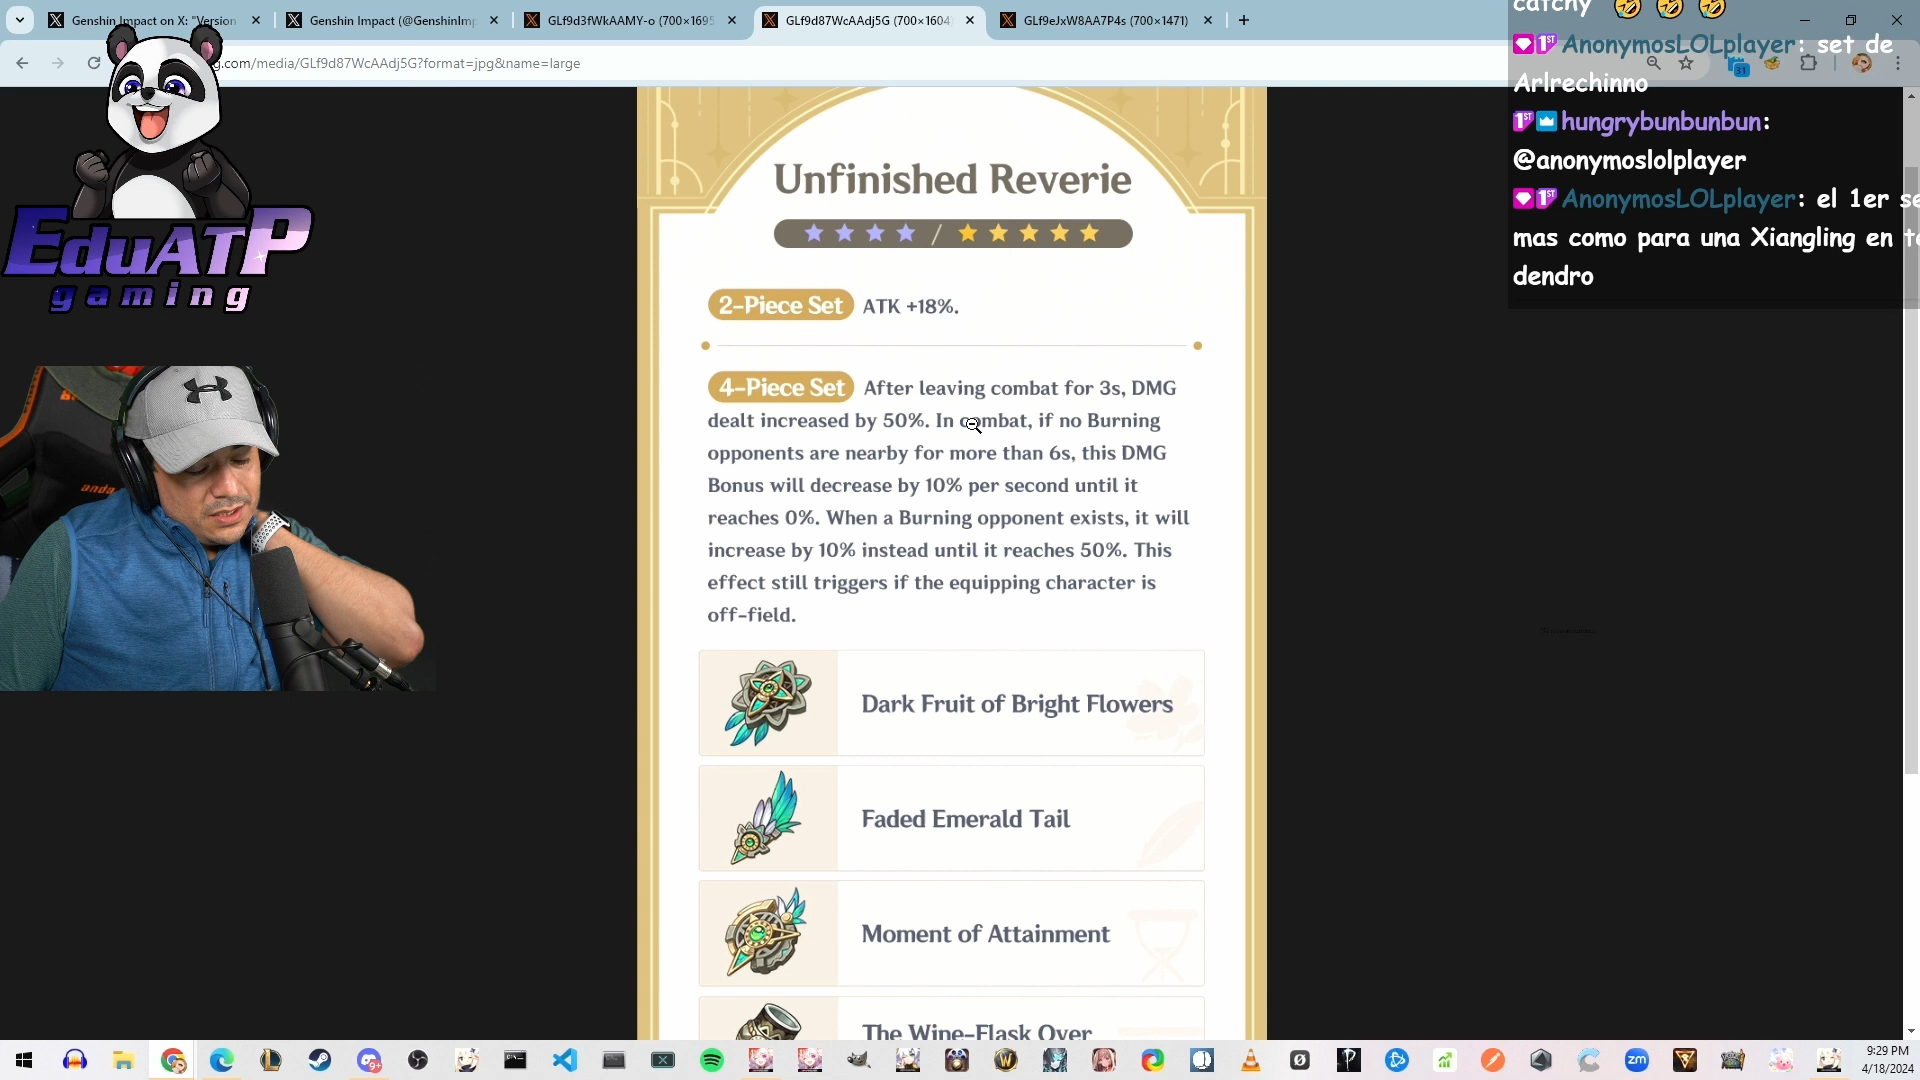 Genshin Impact on X: "Version
Genshin Impact (@GenshinImp
GLf9d3fWkAAMY-o (700×1695
GLf9d87WcAAdj5G (700×1604
GLf9eJxW8AA7P4s (700×1471)
g.com/media/GLf9d87WcAAdj5G?format=jpg&name=large
31
catchy
AnonymosLOLplayer: set de
Arlrechinno
hungrybunbunbun:
@anonymoslolplayer
AnonymosLOLplayer: el 1er se
mas como para una Xiangling en te
dendro
EduATP
gaming
anda
Unfinished Reverie
/
2-Piece Set ATK +18%.
4-Piece Set After leaving combat for 3s, DMG
dealt increased by 50%. In combat, if no Burning
opponents are nearby for more than 6s, this DMG
Bonus will decrease by 10% per second until it
reaches 0%. When a Burning opponent exists, it will
increase by 10% instead until it reaches 50%. This
effect still triggers if the equipping character is
off-field.
Dark Fruit of Bright Flowers
Faded Emerald Tail
Moment of Attainment
The Wine-Flask Over
9+
zm
9:29 PM
4/18/2024